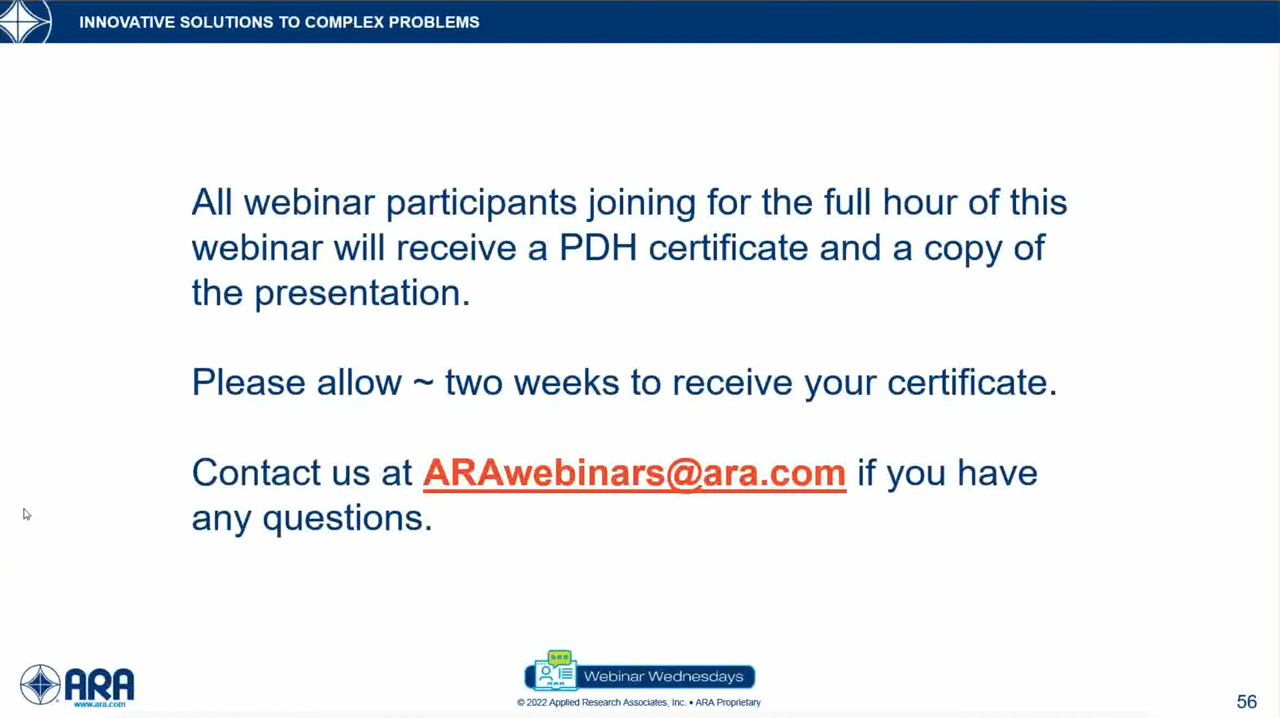 INNOVATIVE SOLUTIONS TO COMPLEX PROBLEMS
All webinar participants joining for the full hour of this
webinar will receive a PDH certificate and a copy of
the presentation.
Please allow ~ two weeks to receive your certificate.
Contact us at ARAwebinars@ara.com if you have
any questions.
ARA
www.ara.com
Webinar Wednesdays
© 2022 Applied Research Associates, Inc. • ARA Proprietary
56